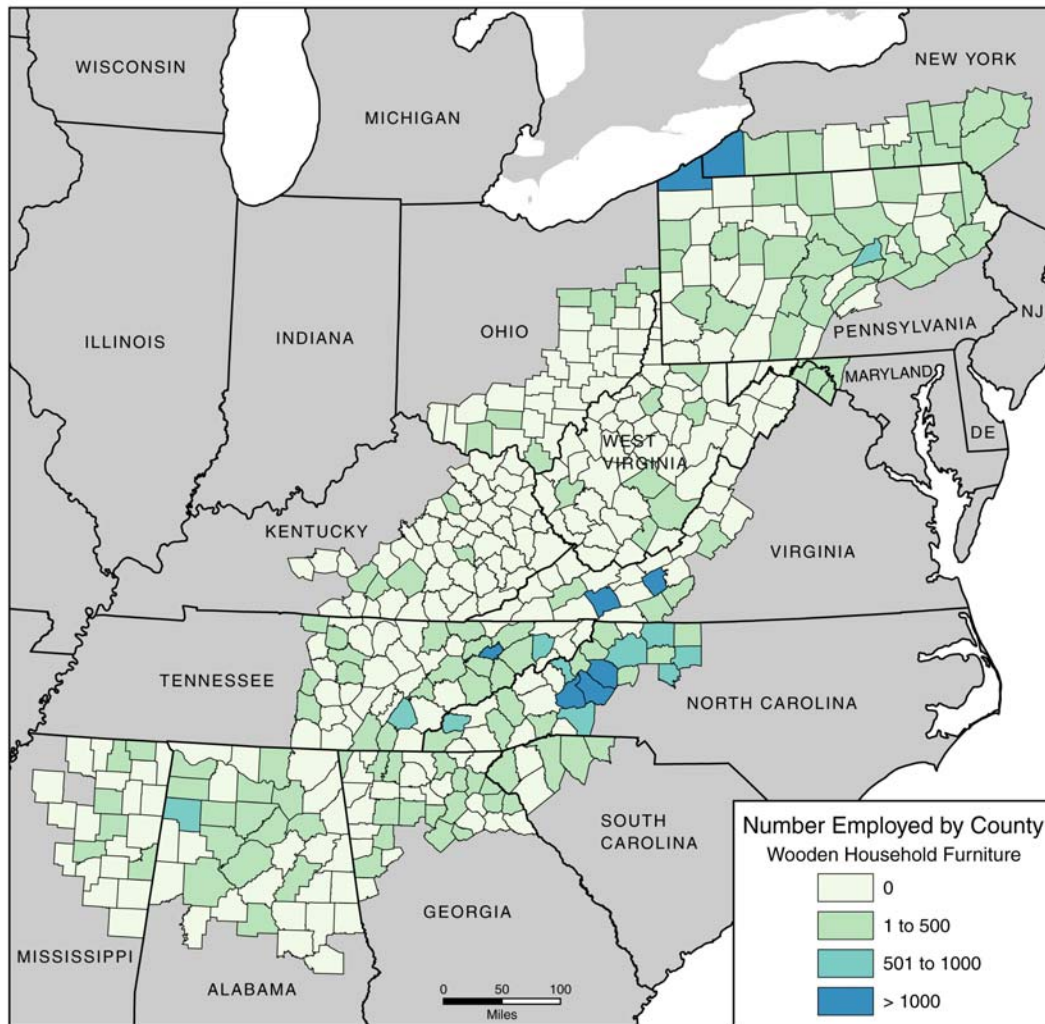 WISCONSIN
NEW YORK
MICHIGAN
ILLINOIS
INDIANA
OHIO
PENNSYLVANIA
NJ
MARYLAND
DE
WEST
VIRGINIA
KENTUCKY
VIRGINIA
TENNESSEE
NORTH CAROLINA
SOUTH
CAROLINA
GEORGIA
MISSISSIPPI
ALABAMA
0 50 100
Miles
Number Employed by County
Wooden Household Furniture
0
1 to 500
501 to 1000
> 1000